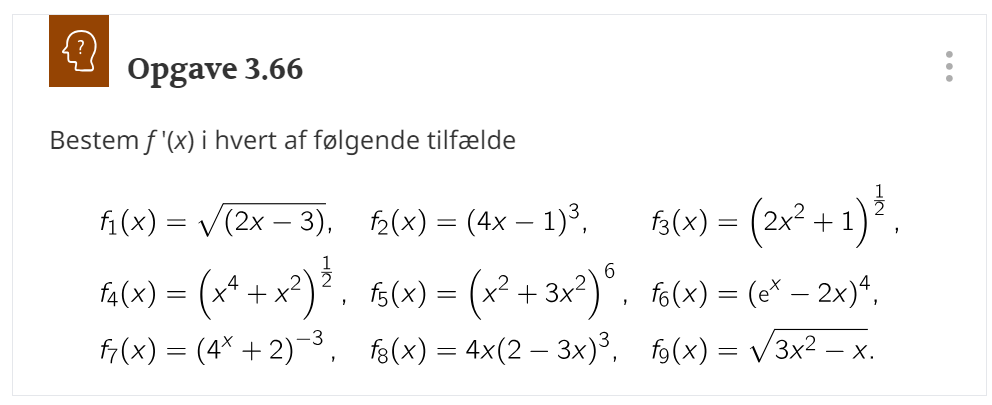 ?
Opgave 3.66
Bestem f '(x) i hvert af følgende tilfælde
f₁(x) = √(2x − 3), f₂(x) = (4x − 1)³, f₃(x) = (2x² + 1)^(1/2),
f₄(x) = (x⁴ + x²)^(1/2), f₅(x) = (x² + 3x²)⁶, f₆(x) = (eˣ − 2x)⁴,
f₇(x) = (4ˣ + 2)⁻³, f₈(x) = 4x(2 − 3x)³, f₉(x) = √(3x² − x).